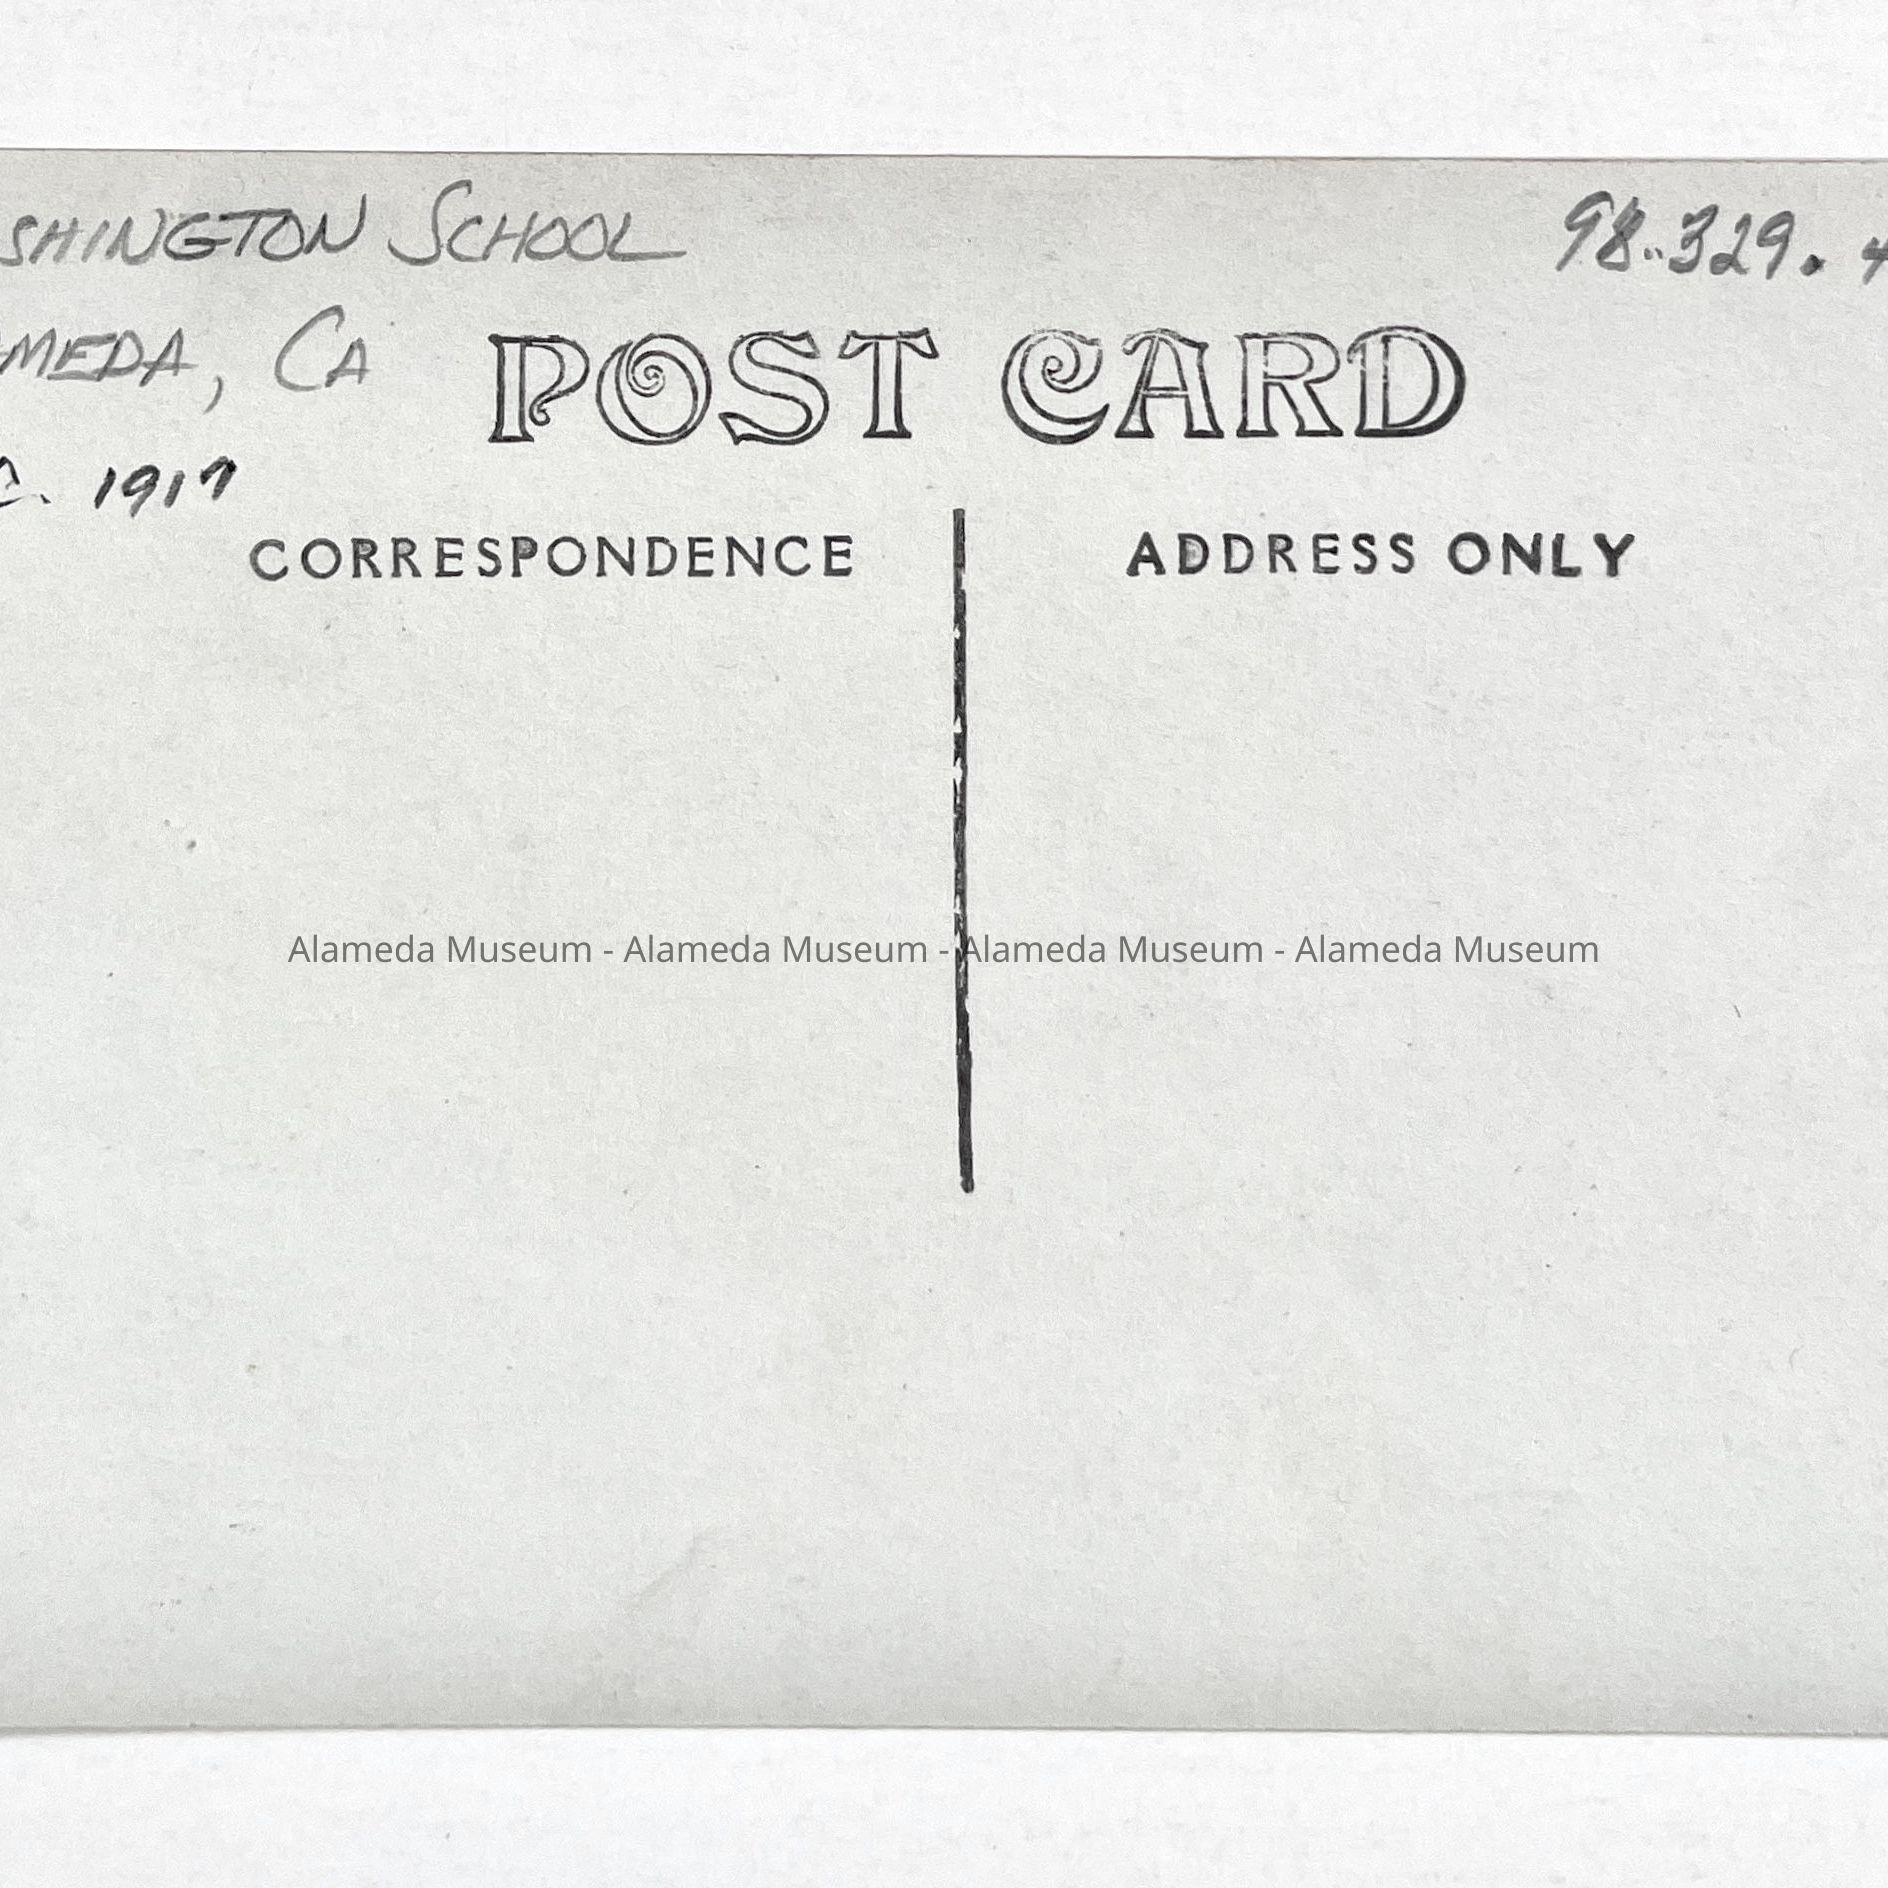 SHINGTON SCHOOL
98.329.4
MEDA, CA
POST CARD
C. 1917
CORRESPONDENCE
ADDRESS ONLY
Alameda Museum - Alameda Museum - Alameda Museum - Alameda Museum